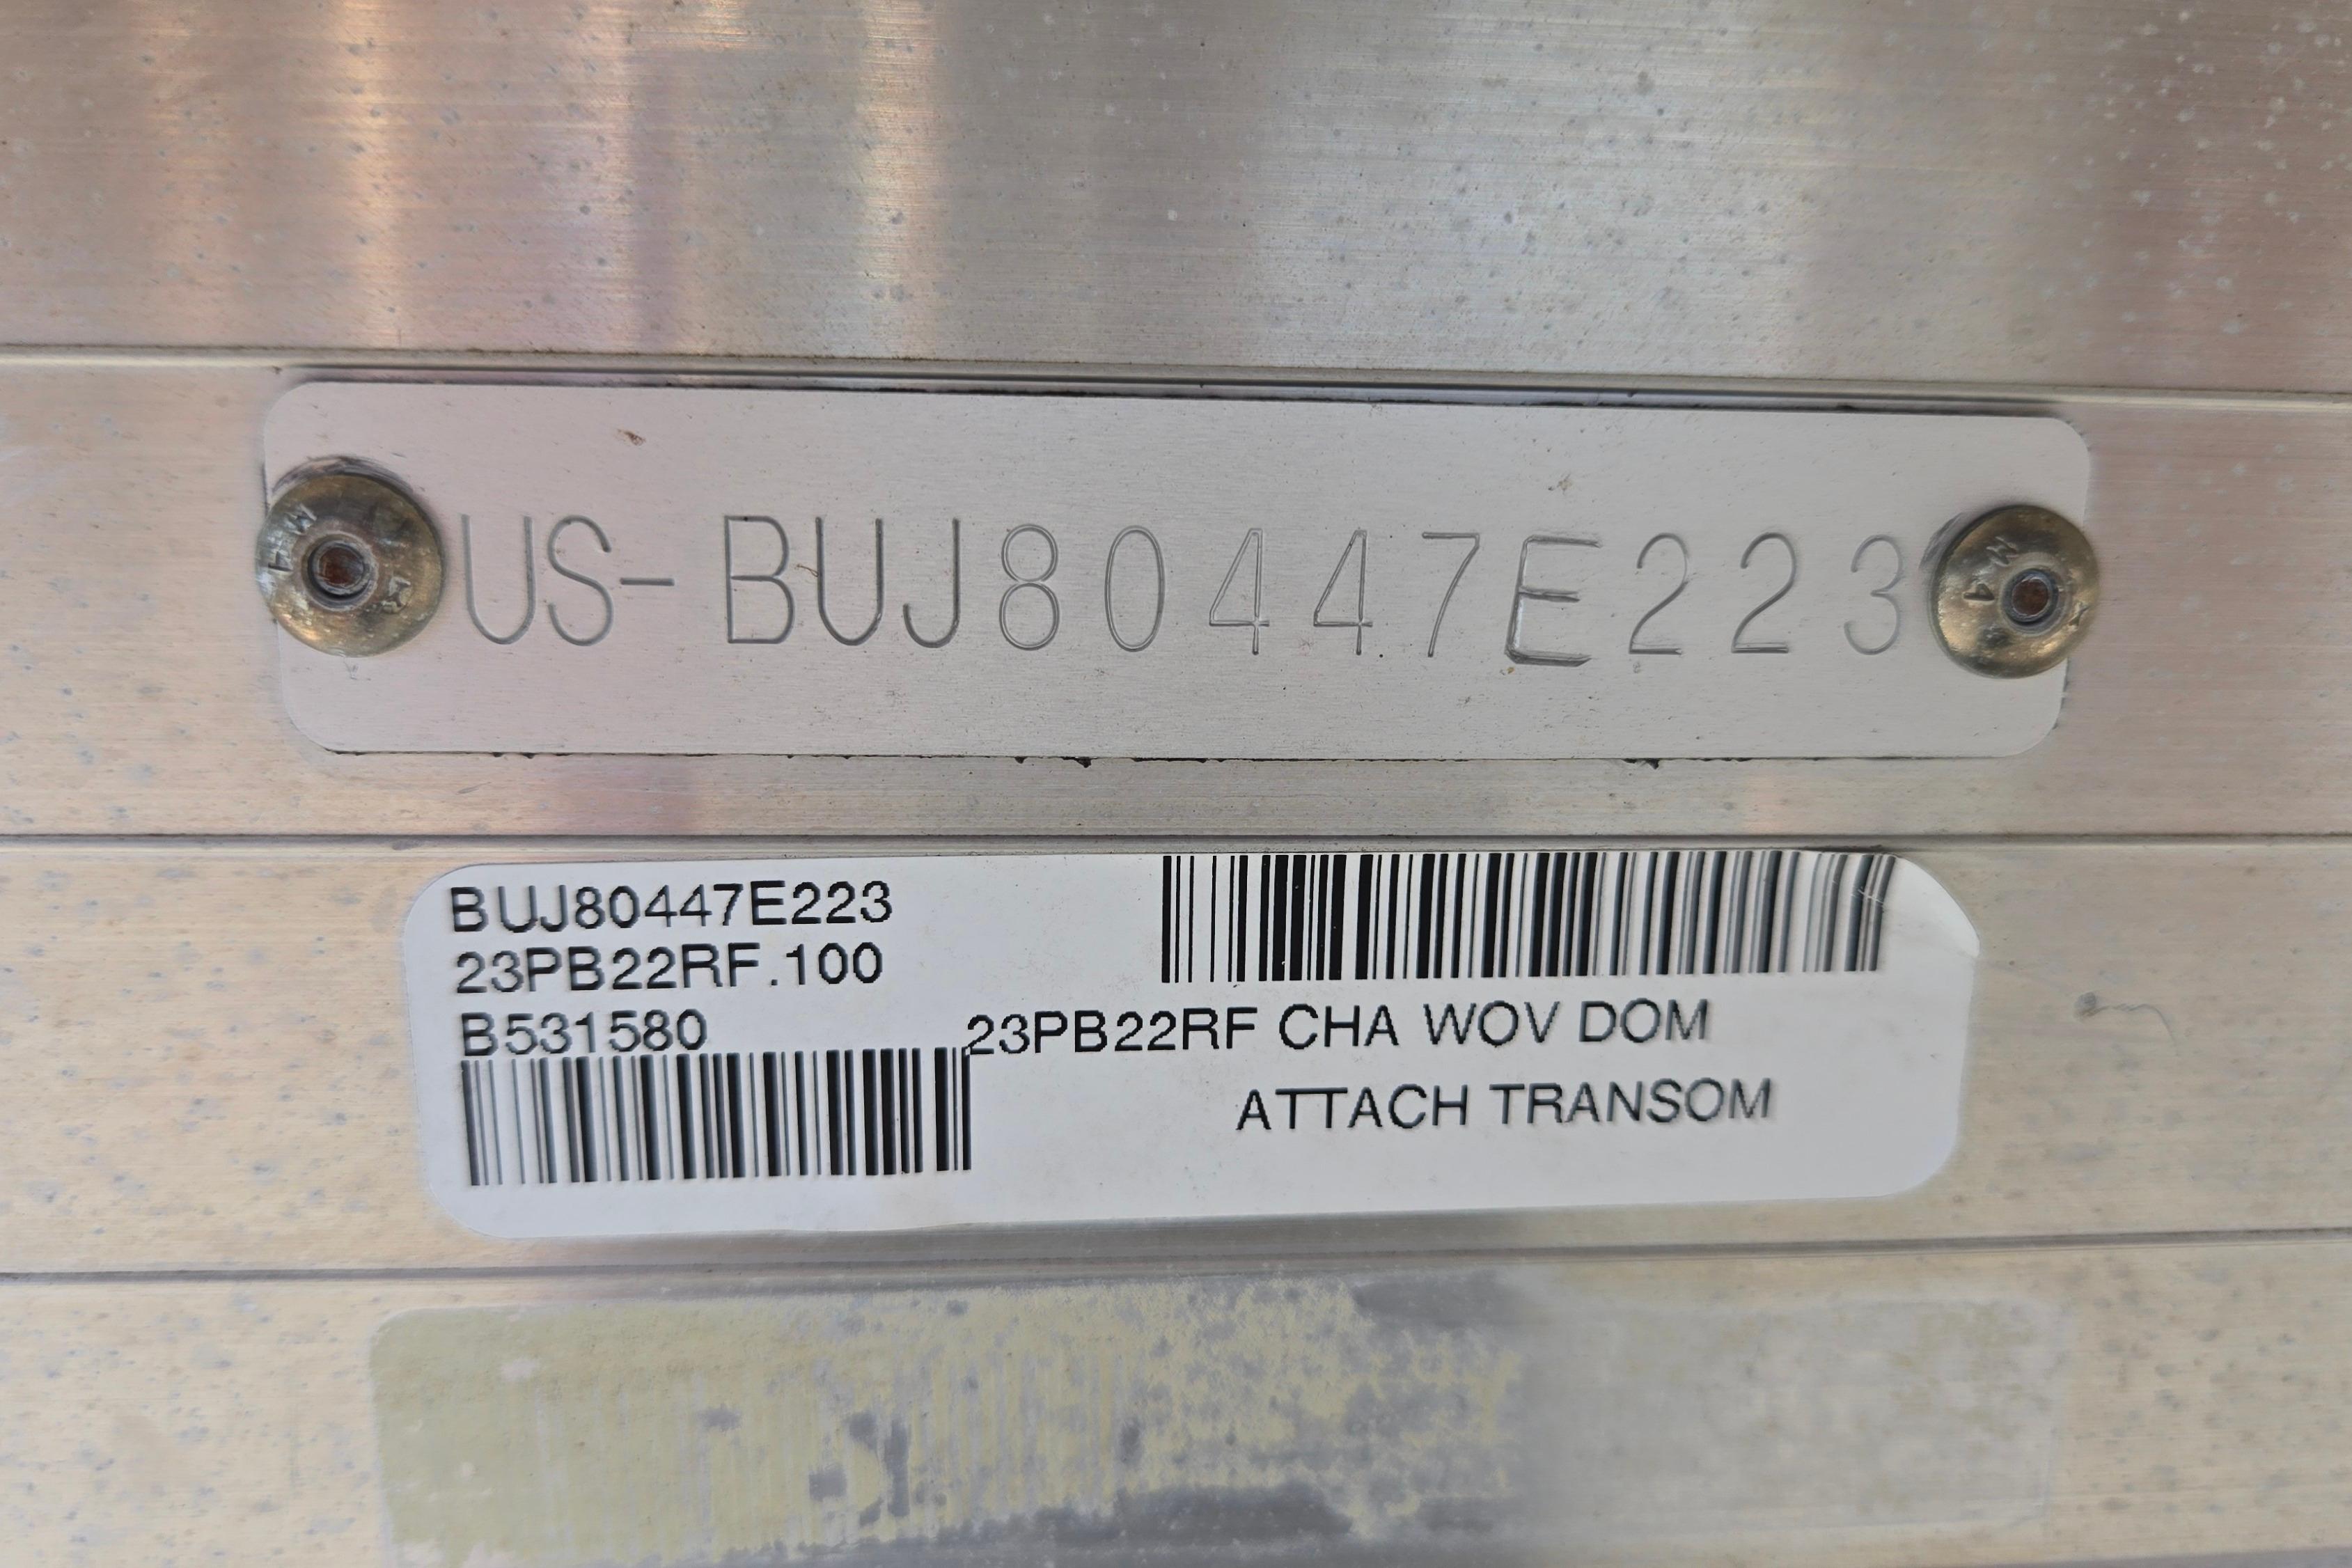 US-BUJ80447E223
BUJ80447E223
23PB22RF.100
B531580
23PB22RF CHA WOV DOM
ATTACH TRANSOM